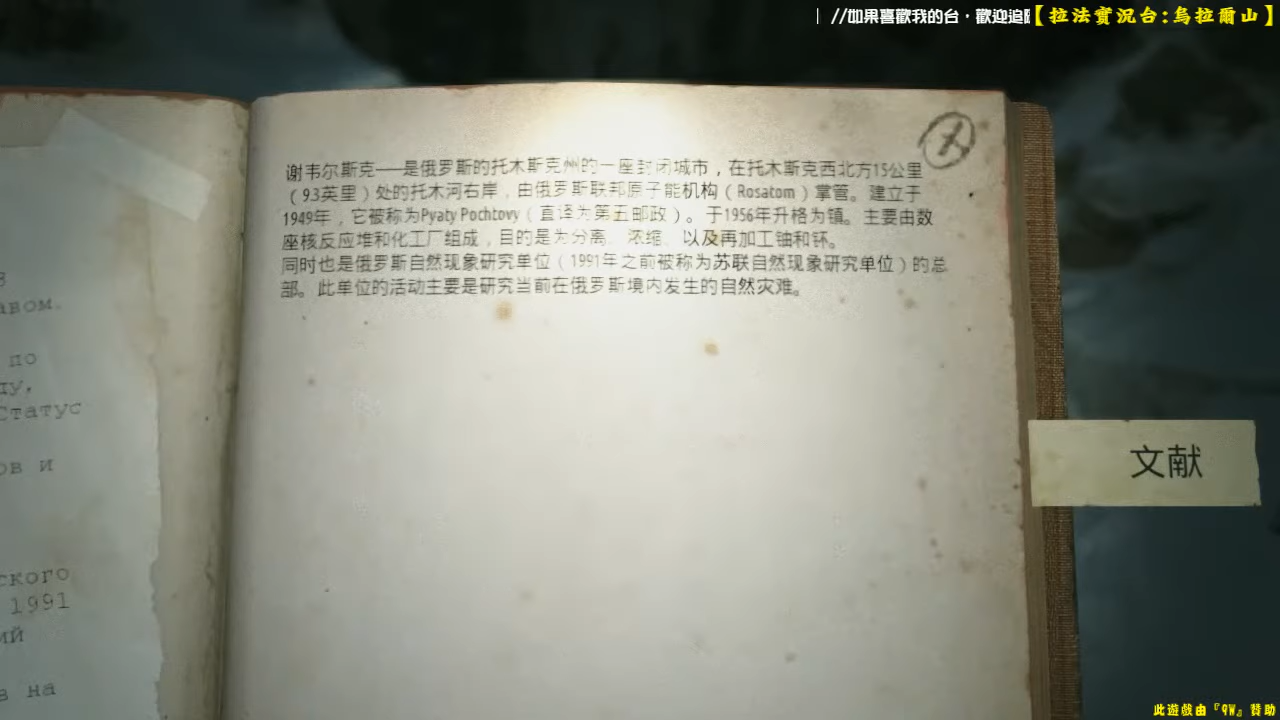 //如果喜歡我的台·歡迎追
【拉法實況台:烏拉爾山】
谢韦尔斯克——是俄罗斯的托木斯克州的一座封闭城市，在托木斯克西北方15公里
（9.3英里）处的托木河右岸，由俄罗斯联邦原子能机构（Rosatom）掌管。建立于
1949年，它被称为Pyaty Pochtovy（直译为第五邮政）。于1956年升格为镇。主要由数
座核反应堆和化工厂组成，目的是为分离、浓缩、以及再加工铀和钚。
同时也是俄罗斯自然现象研究单位（1991年之前被称为苏联自然现象研究单位）的总
部。此单位的活动主要是研究当前在俄罗斯境内发生的自然灾难。
8
авом.
по
ду,
Статус
ов и
ского
1991
ий
в на
文献
此遊戲由『9W』贊助